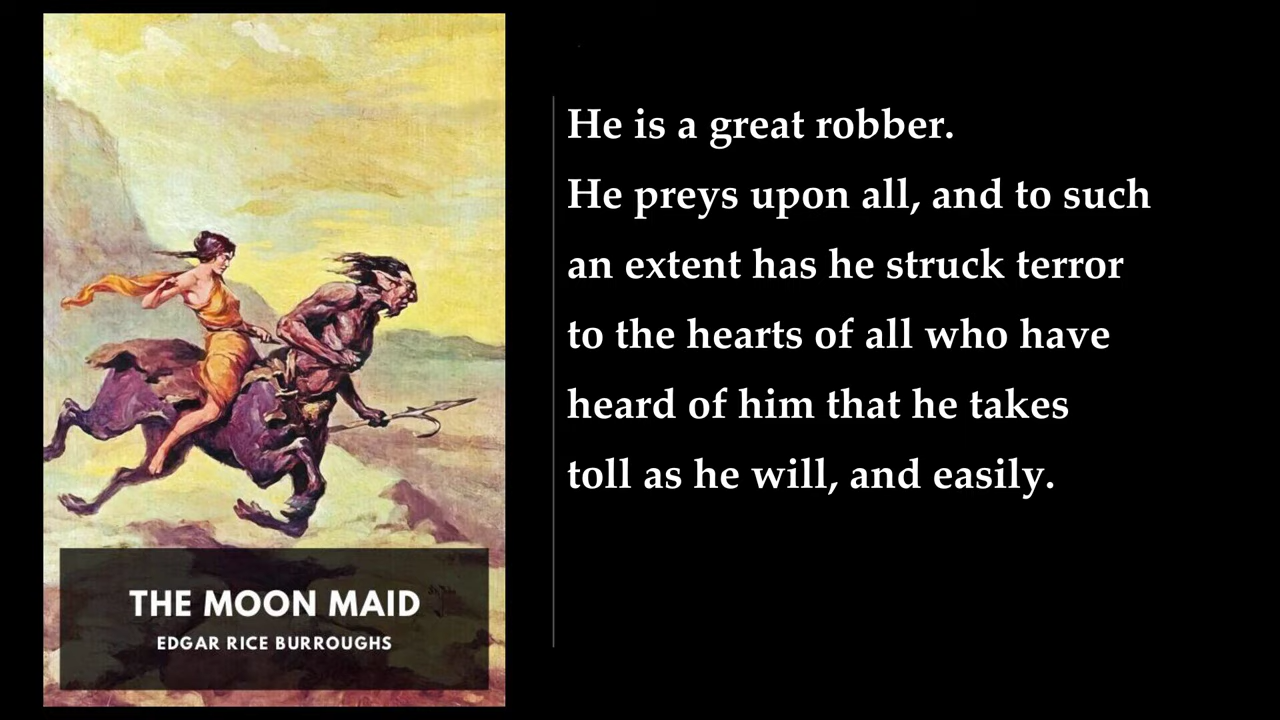 He is a great robber.
He preys upon all, and to such
an extent has he struck terror
to the hearts of all who have
heard of him that he takes
toll as he will, and easily.
THE MOON MAID
EDGAR RICE BURROUGHS